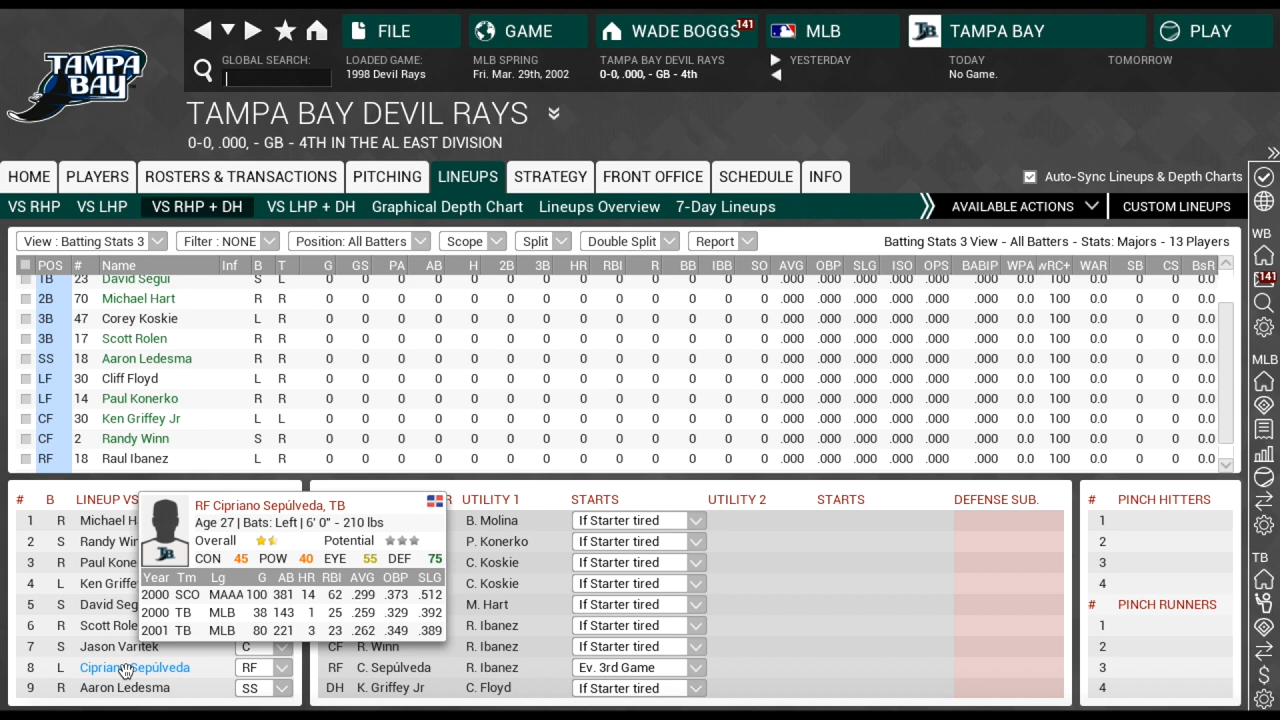 TAMPA BAY
FILE
GAME
WADE BOGGS 141
MLB
TAMPA BAY
PLAY
GLOBAL SEARCH:
LOADED GAME:
1998 Devil Rays
MLB SPRING
Fri. Mar. 29th, 2002
TAMPA BAY DEVIL RAYS
0-0, .000, - GB - 4th
YESTERDAY
TODAY
No Game.
TOMORROW
TAMPA BAY DEVIL RAYS
0-0, .000, - GB - 4TH IN THE AL EAST DIVISION
HOME PLAYERS ROSTERS & TRANSACTIONS PITCHING LINEUPS STRATEGY FRONT OFFICE SCHEDULE INFO Auto-Sync Lineups & Depth Charts
VS RHP VS LHP VS RHP + DH VS LHP + DH Graphical Depth Chart Lineups Overview 7-Day Lineups AVAILABLE ACTIONS CUSTOM LINEUPS
View : Batting Stats 3 Filter : NONE Position: All Batters Scope Split Double Split Report Batting Stats 3 View - All Batters - Stats: Majors - 13 Players
POS # Name Inf B T G GS PA AB H 2B 3B HR RBI R BB IBB SO AVG OBP SLG ISO OPS BABIP WPA wRC+ WAR SB CS BsR
1B 23 David Segui S L 0 0 0 0 0 0 0 0 0 0 0 0 0 .000 .000 .000 .000 .000 .000 0.0 100 0.0 0 0 0.0
2B 70 Michael Hart R R 0 0 0 0 0 0 0 0 0 0 0 0 0 .000 .000 .000 .000 .000 .000 0.0 100 0.0 0 0 0.0
3B 47 Corey Koskie L R 0 0 0 0 0 0 0 0 0 0 0 0 0 .000 .000 .000 .000 .000 .000 0.0 100 0.0 0 0 0.0
3B 17 Scott Rolen R R 0 0 0 0 0 0 0 0 0 0 0 0 0 .000 .000 .000 .000 .000 .000 0.0 100 0.0 0 0 0.0
SS 18 Aaron Ledesma R R 0 0 0 0 0 0 0 0 0 0 0 0 0 .000 .000 .000 .000 .000 .000 0.0 100 0.0 0 0 0.0
LF 30 Cliff Floyd L R 0 0 0 0 0 0 0 0 0 0 0 0 0 .000 .000 .000 .000 .000 .000 0.0 100 0.0 0 0 0.0
LF 14 Paul Konerko R R 0 0 0 0 0 0 0 0 0 0 0 0 0 .000 .000 .000 .000 .000 .000 0.0 100 0.0 0 0 0.0
CF 30 Ken Griffey Jr L L 0 0 0 0 0 0 0 0 0 0 0 0 0 .000 .000 .000 .000 .000 .000 0.0 100 0.0 0 0 0.0
CF 2 Randy Winn S R 0 0 0 0 0 0 0 0 0 0 0 0 0 .000 .000 .000 .000 .000 .000 0.0 100 0.0 0 0 0.0
RF 18 Raul Ibanez L R 0 0 0 0 0 0 0 0 0 0 0 0 0 .000 .000 .000 .000 .000 .000 0.0 100 0.0 0 0 0.0
# B LINEUP VS
1 R Michael H
2 S Randy Win
3 R Paul Kone
4 L Ken Griffe
5 S David Seg
6 R Scott Role
7 S Jason Varitek C
8 L Cipriano Sepúlveda RF
9 R Aaron Ledesma SS
RF Cipriano Sepúlveda, TB
Age 27 | Bats: Left | 6' 0" - 210 lbs
Overall Potential
CON 45 POW 40 EYE 55 DEF 75
Year Tm Lg G AB HR RBI AVG OBP SLG
2000 SCO MAAA 100 381 14 62 .299 .373 .512
2000 TB MLB 38 143 1 25 .259 .329 .392
2001 TB MLB 80 221 3 23 .262 .349 .389
R UTILITY 1 STARTS UTILITY 2 STARTS DEFENSE SUB.
B. Molina If Starter tired
P. Konerko If Starter tired
C. Koskie If Starter tired
C. Koskie If Starter tired
M. Hart If Starter tired
R. Ibanez If Starter tired
CF R. Winn R. Ibanez If Starter tired
RF C. Sepúlveda R. Ibanez Ev. 3rd Game
DH K. Griffey Jr C. Floyd If Starter tired
# PINCH HITTERS
1
2
3
4
# PINCH RUNNERS
1
2
3
4
WB
141
MLB
TB